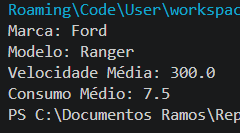 Roaming\Code\User\workspac
Marca: Ford
Modelo: Ranger
Velocidade Média: 300.0
Consumo Médio: 7.5
PS C:\Documentos Ramos\Rep